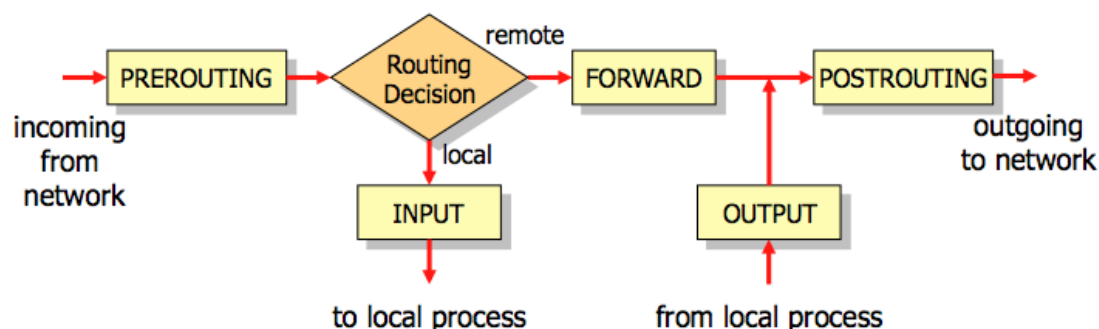 remote
PREROUTING
Routing
Decision
FORWARD
POSTROUTING
incoming
from
network
local
outgoing
to network
INPUT
OUTPUT
to local process
from local process